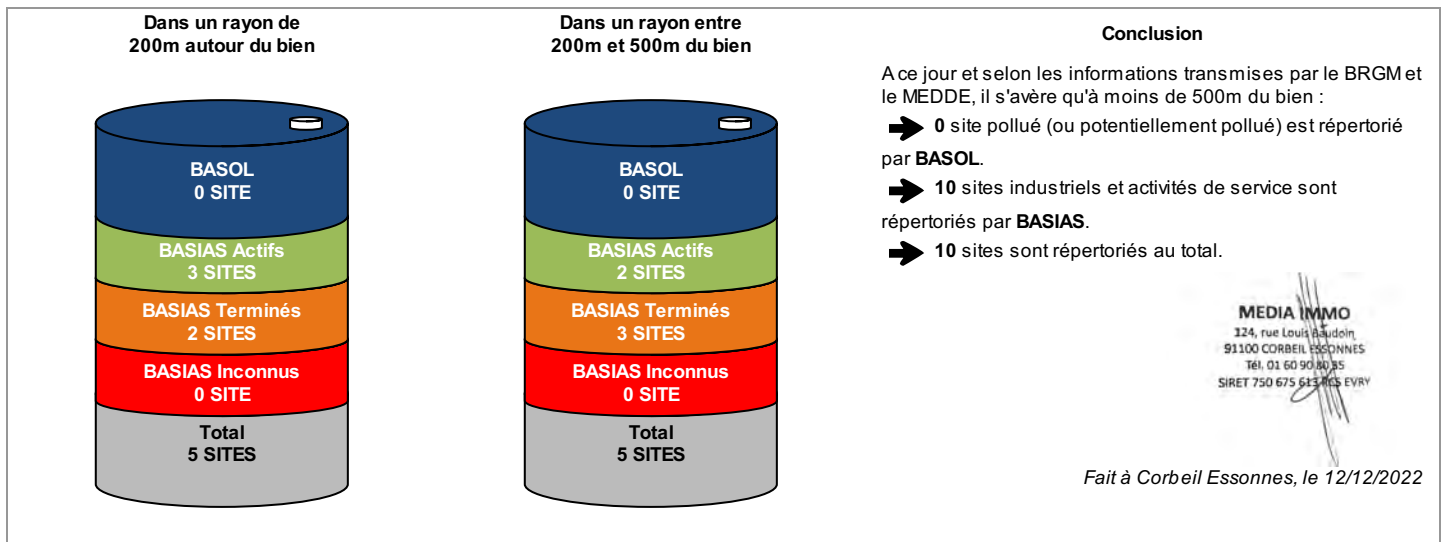 Dans un rayon de
200m autour du bien
BASOL
0 SITE
BASIAS Actifs
3 SITES
BASIAS Terminés
2 SITES
BASIAS Inconnus
0 SITE
Total
5 SITES
Dans un rayon entre
200m et 500m du bien
BASOL
0 SITE
BASIAS Actifs
2 SITES
BASIAS Terminés
3 SITES
BASIAS Inconnus
0 SITE
Total
5 SITES
Conclusion
A ce jour et selon les informations transmises par le BRGM et
le MEDDE, il s'avère qu'à moins de 500m du bien :
0 site pollué (ou potentiellement pollué) est répertorié
par BASOL.
10 sites industriels et activités de service sont
répertoriés par BASIAS.
10 sites sont répertoriés au total.
MEDIA IMMO
124, rue Louis Baudoin
91100 CORBEIL ESSONNES
Tél. 01 60 90 80 85
SIRET 750 675 613 RCS EVRY
Fait à Corbeil Essonnes, le 12/12/2022